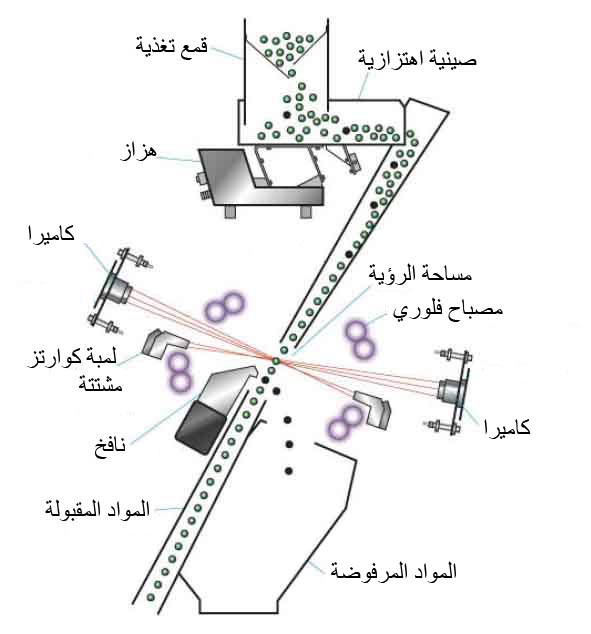 قمع تغذية
صينية اهتزازية
هزاز
كاميرا
مساحة الرؤية
مصباح فلوري
لمبة كوارتز
مشتتة
كاميرا
نافخ
المواد المقبولة
المواد المرفوضة